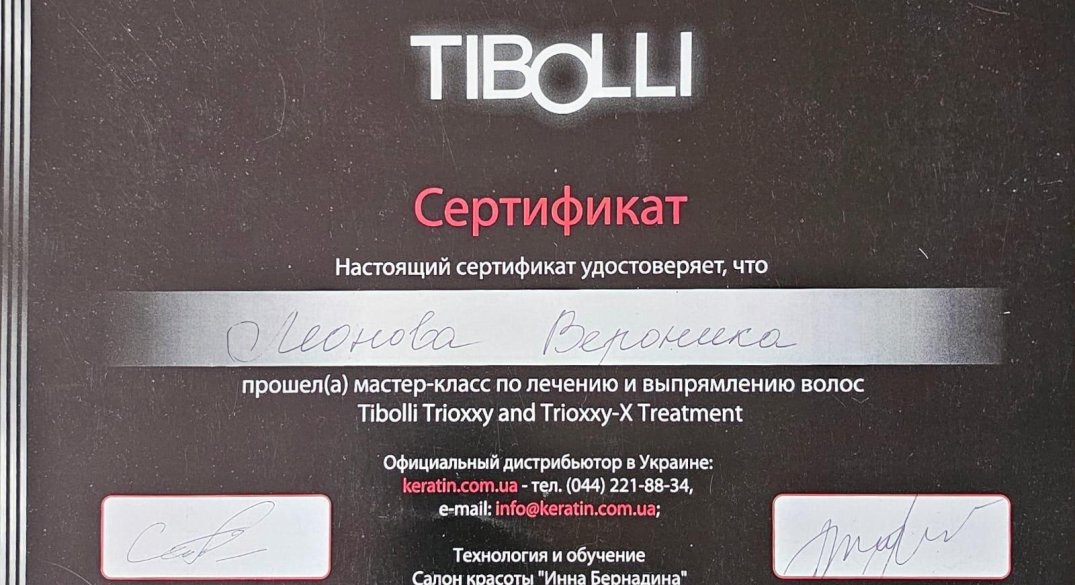 TIBOLLI
Сертификат
Настоящий сертификат удостоверяет, что
Леонова Вероника
прошел(а) мастер-класс по лечению и выпрямлению волос
Tibolli Trioxxy and Trioxxy-X Treatment
Официальный дистрибьютор в Украине:
keratin.com.ua - тел. (044) 221-88-34,
e-mail: info@keratin.com.ua;
Технология и обучение
Салон красоты "Инна Бернадина"